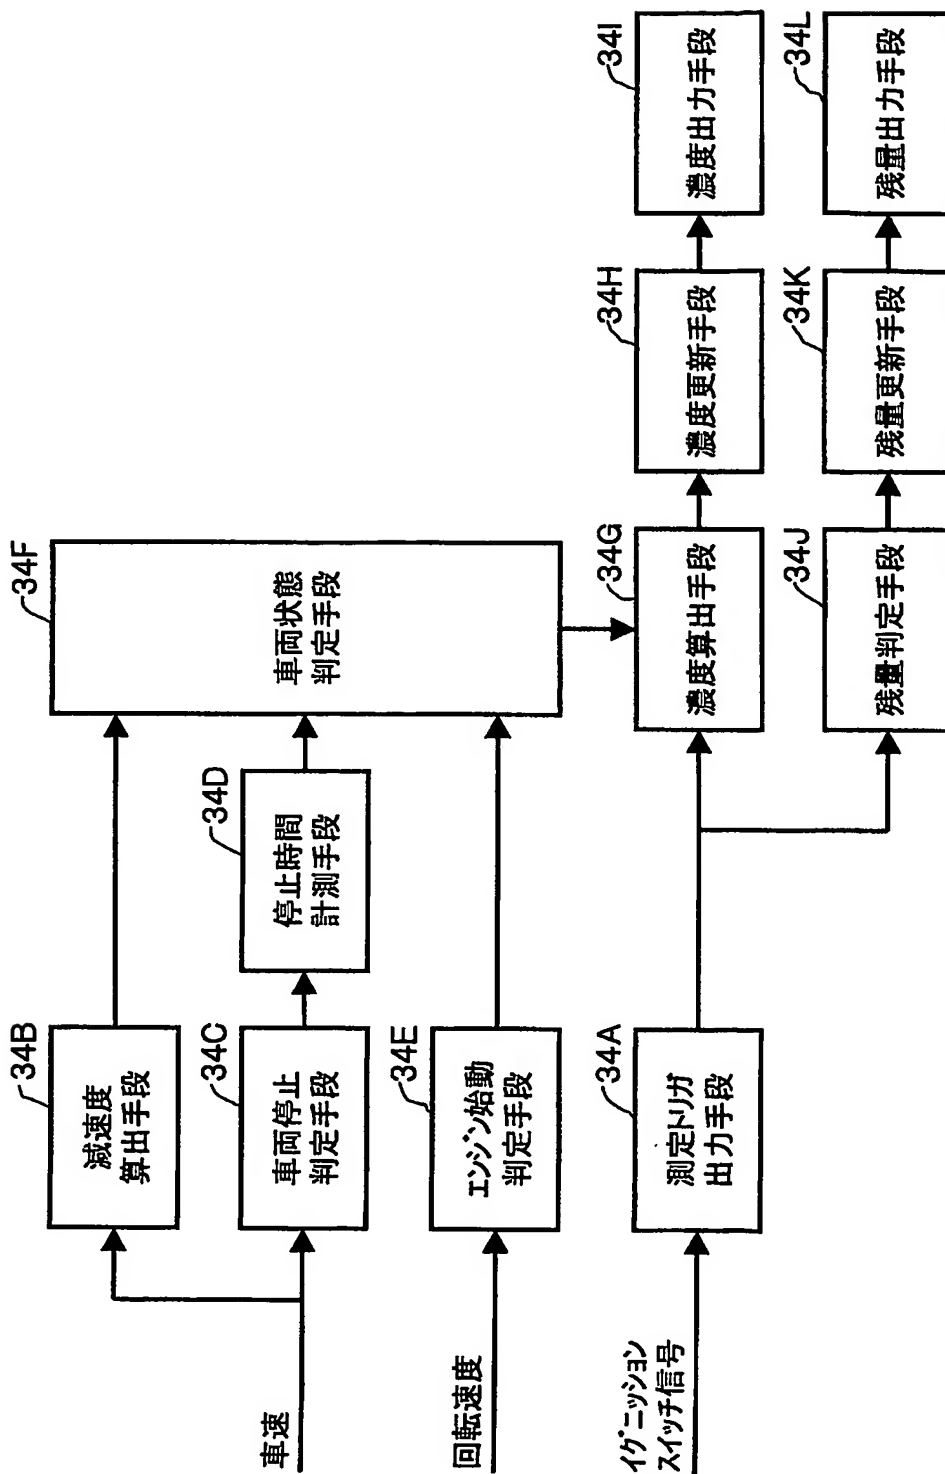 車速
34B
減速度
算出手段
34C
車両停止
判定手段
34D
停止時間
計測手段
34F
車両状態
判定手段
回転速度
34E
エンジン始動
判定手段
イグニッション
スイッチ信号
34A
測定トリガ
出力手段
34G
濃度算出手段
34H
濃度更新手段
34I
濃度出力手段
34J
残量判定手段
34K
残量更新手段
34L
残量出力手段